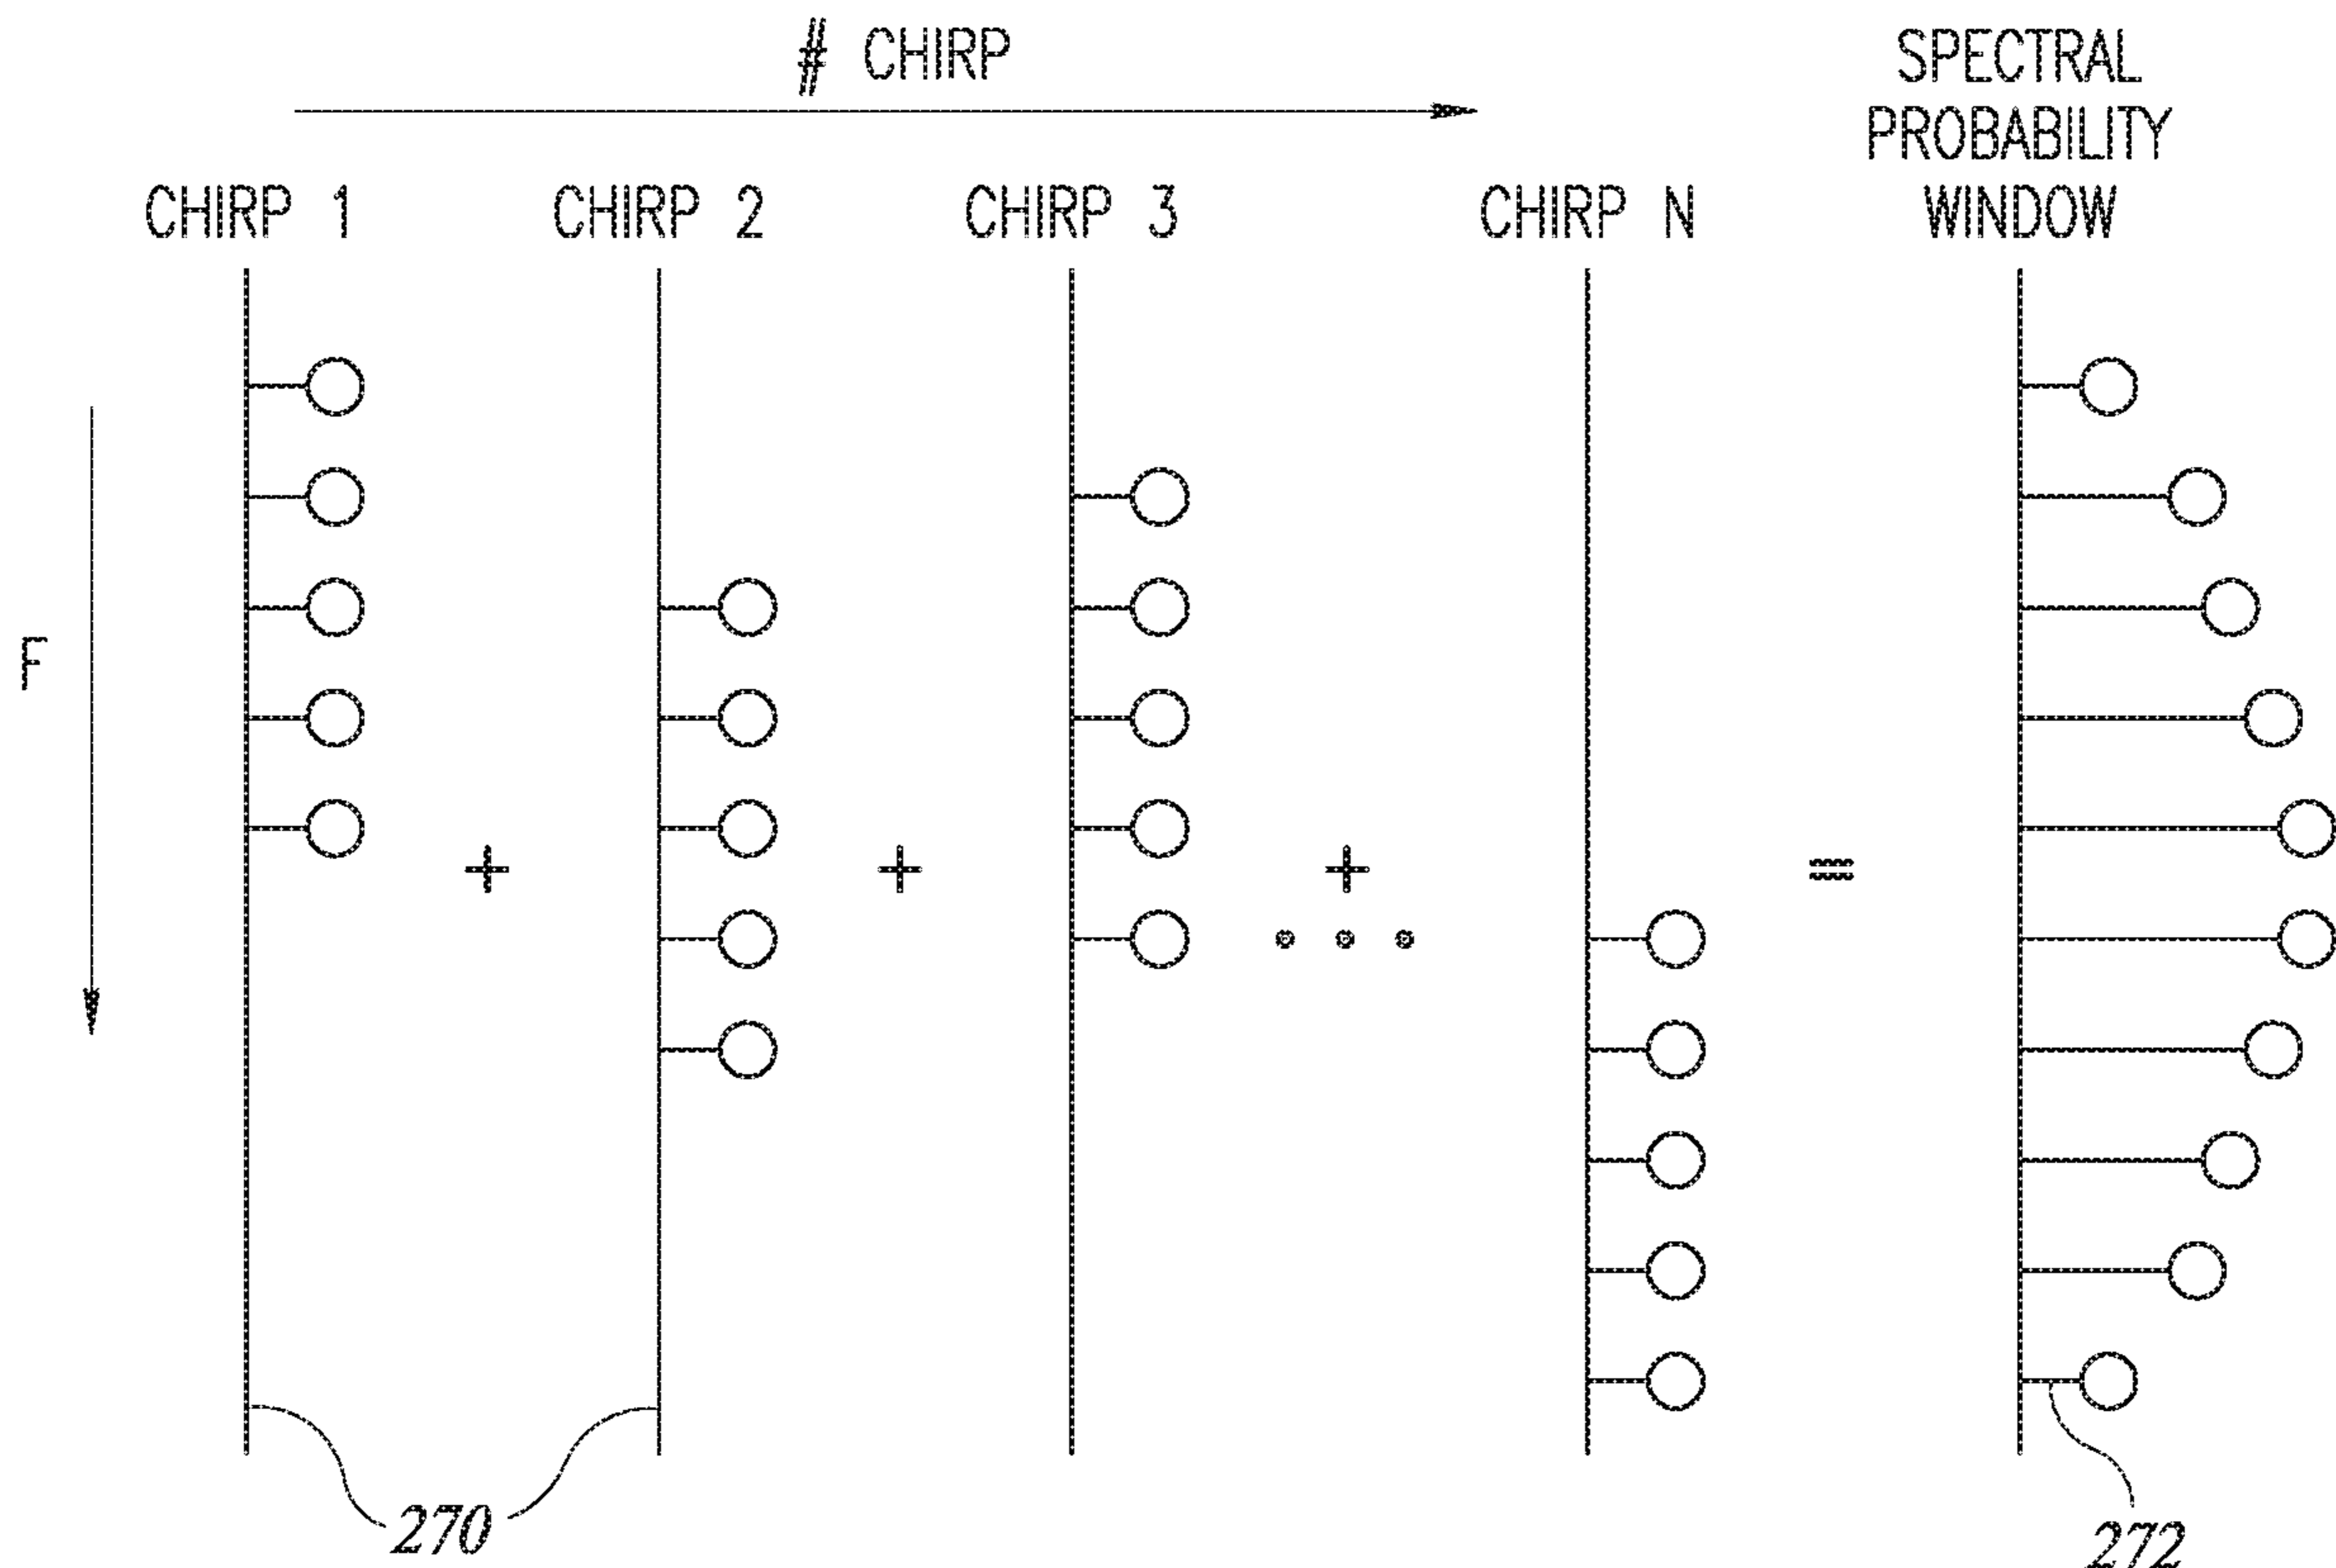 # CHIRP
SPECTRAL
PROBABILITY
WINDOW
CHIRP 1
CHIRP 2
CHIRP 3
CHIRP N
F
+
+
+
• • •
=
270
272